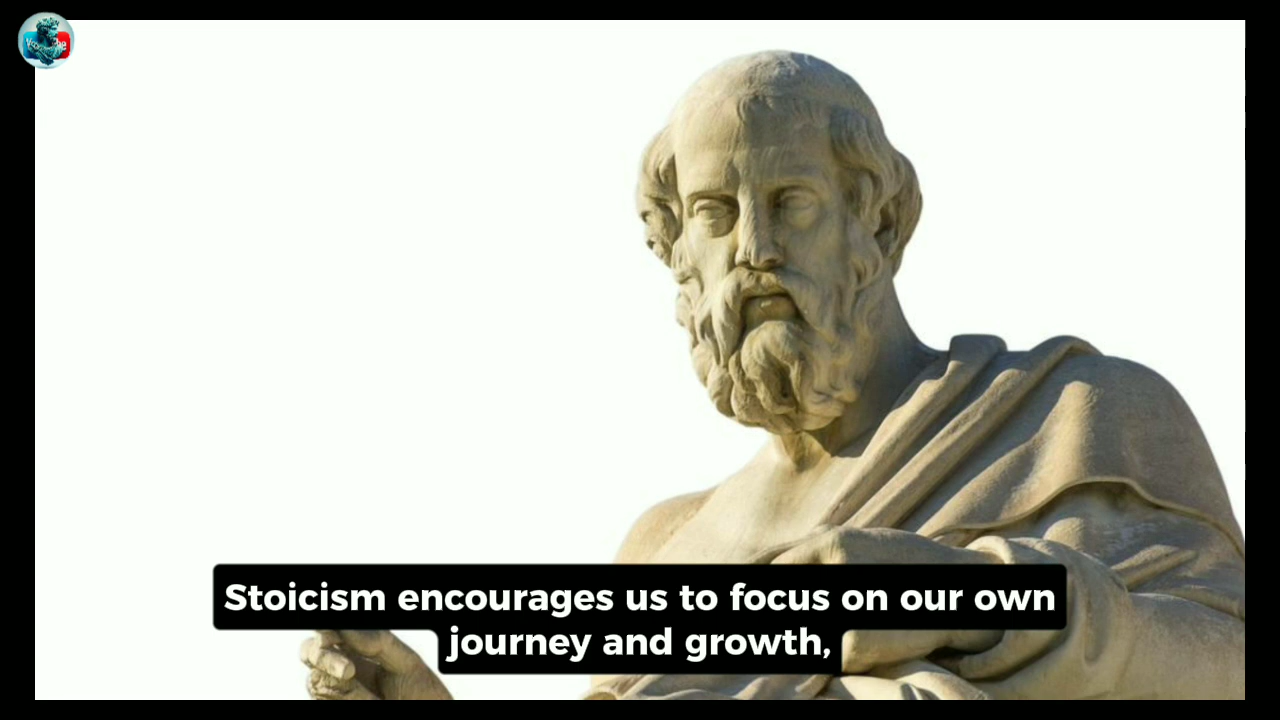 Stoicism encourages us to focus on our own
journey and growth,